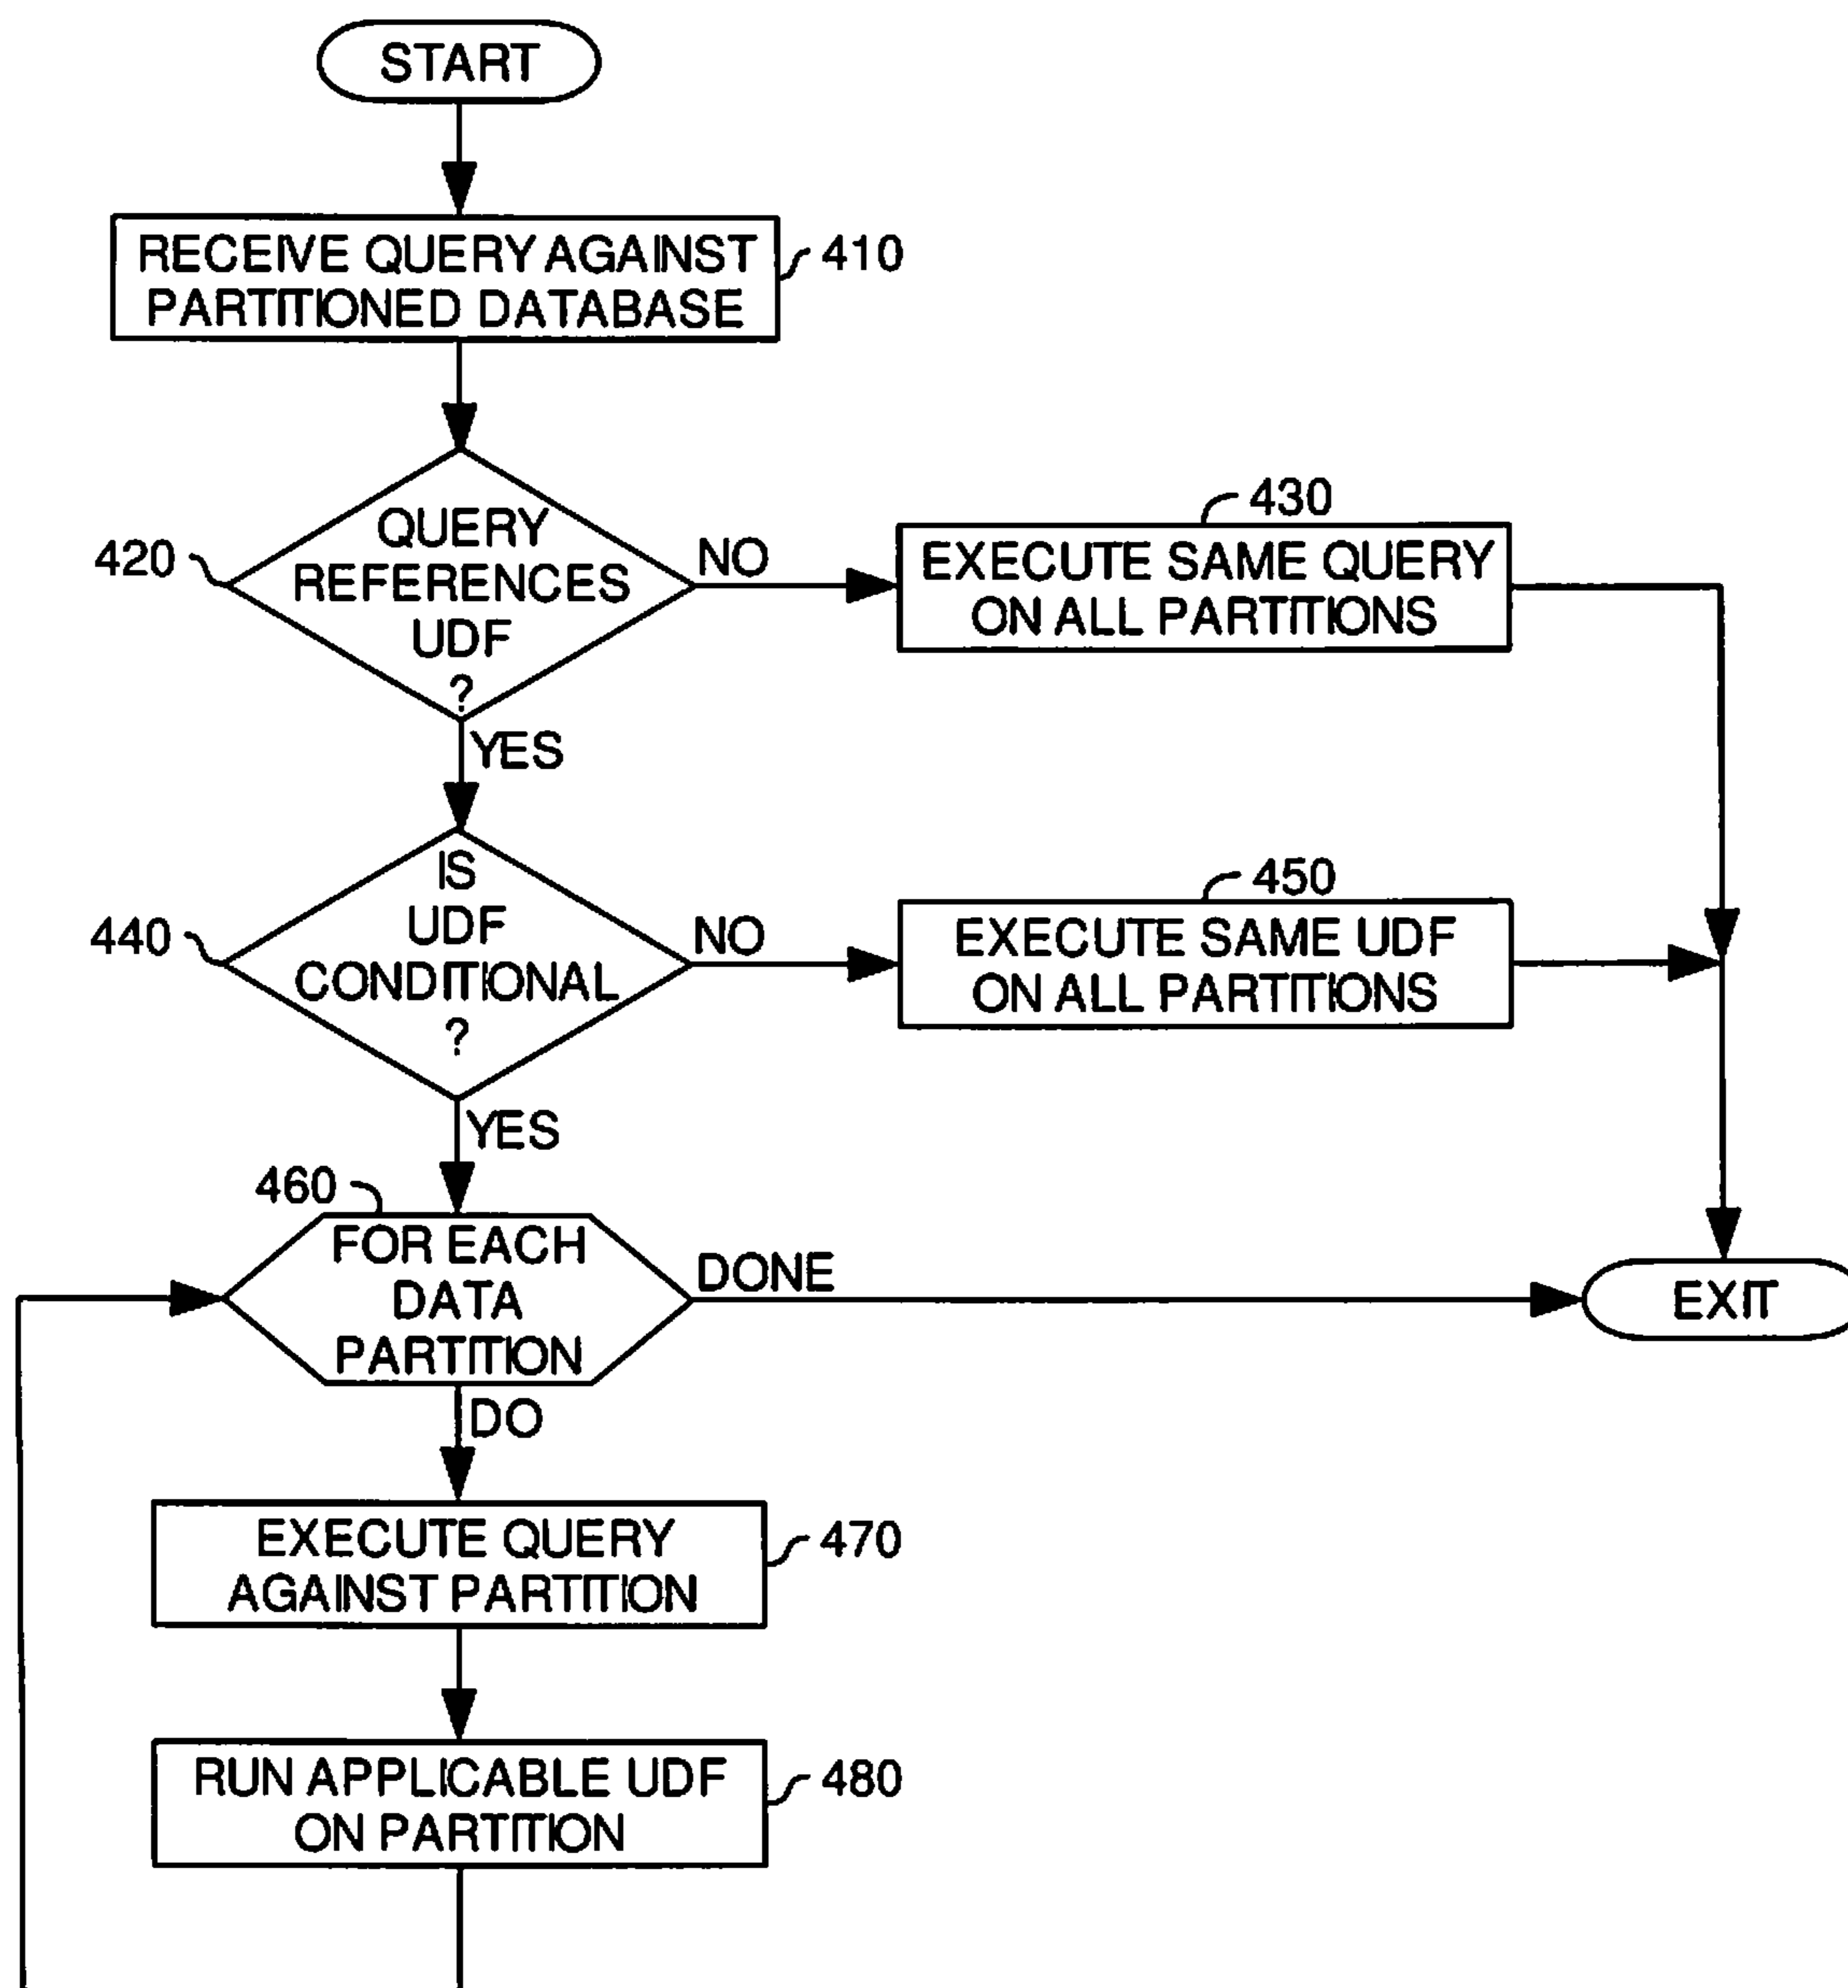 START
RECEIVE QUERY AGAINST
PARTITIONED DATABASE
410
QUERY
REFERENCES
UDF
?
420
NO
430
EXECUTE SAME QUERY
ON ALL PARTITIONS
YES
IS
UDF
CONDITIONAL
?
440
NO
450
EXECUTE SAME UDF
ON ALL PARTITIONS
YES
460
FOR EACH
DATA
PARTITION
DONE
EXIT
DO
EXECUTE QUERY
AGAINST PARTITION
470
RUN APPLICABLE UDF
ON PARTITION
480